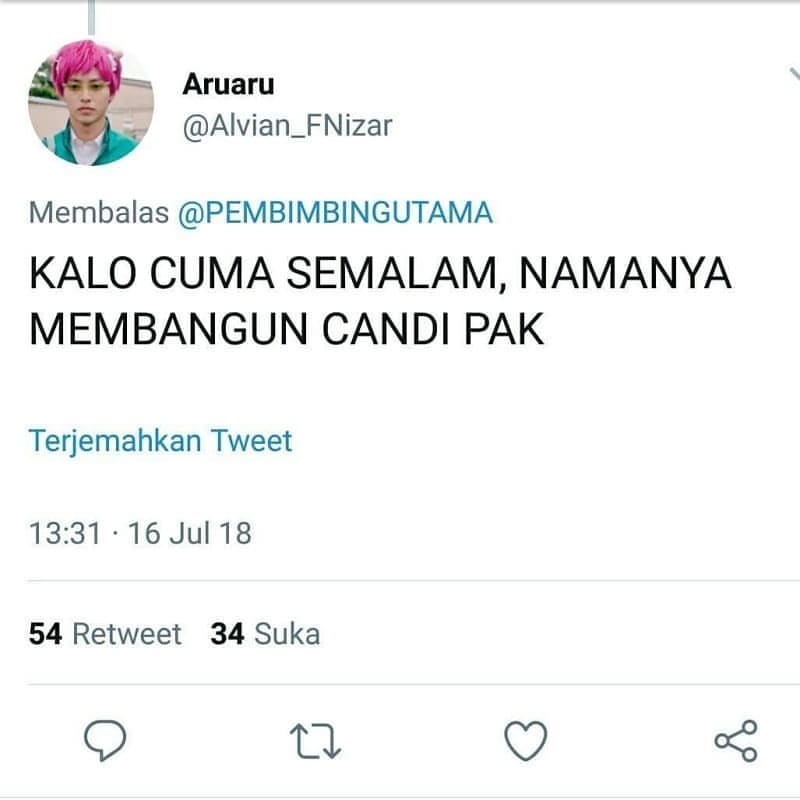 Aruaru
@Alvian_FNizar
Membalas @PEMBIMBINGUTAMA
KALO CUMA SEMALAM, NAMANYA
MEMBANGUN CANDI PAK
Terjemahkan Tweet
13:31 · 16 Jul 18
54 Retweet 34 Suka